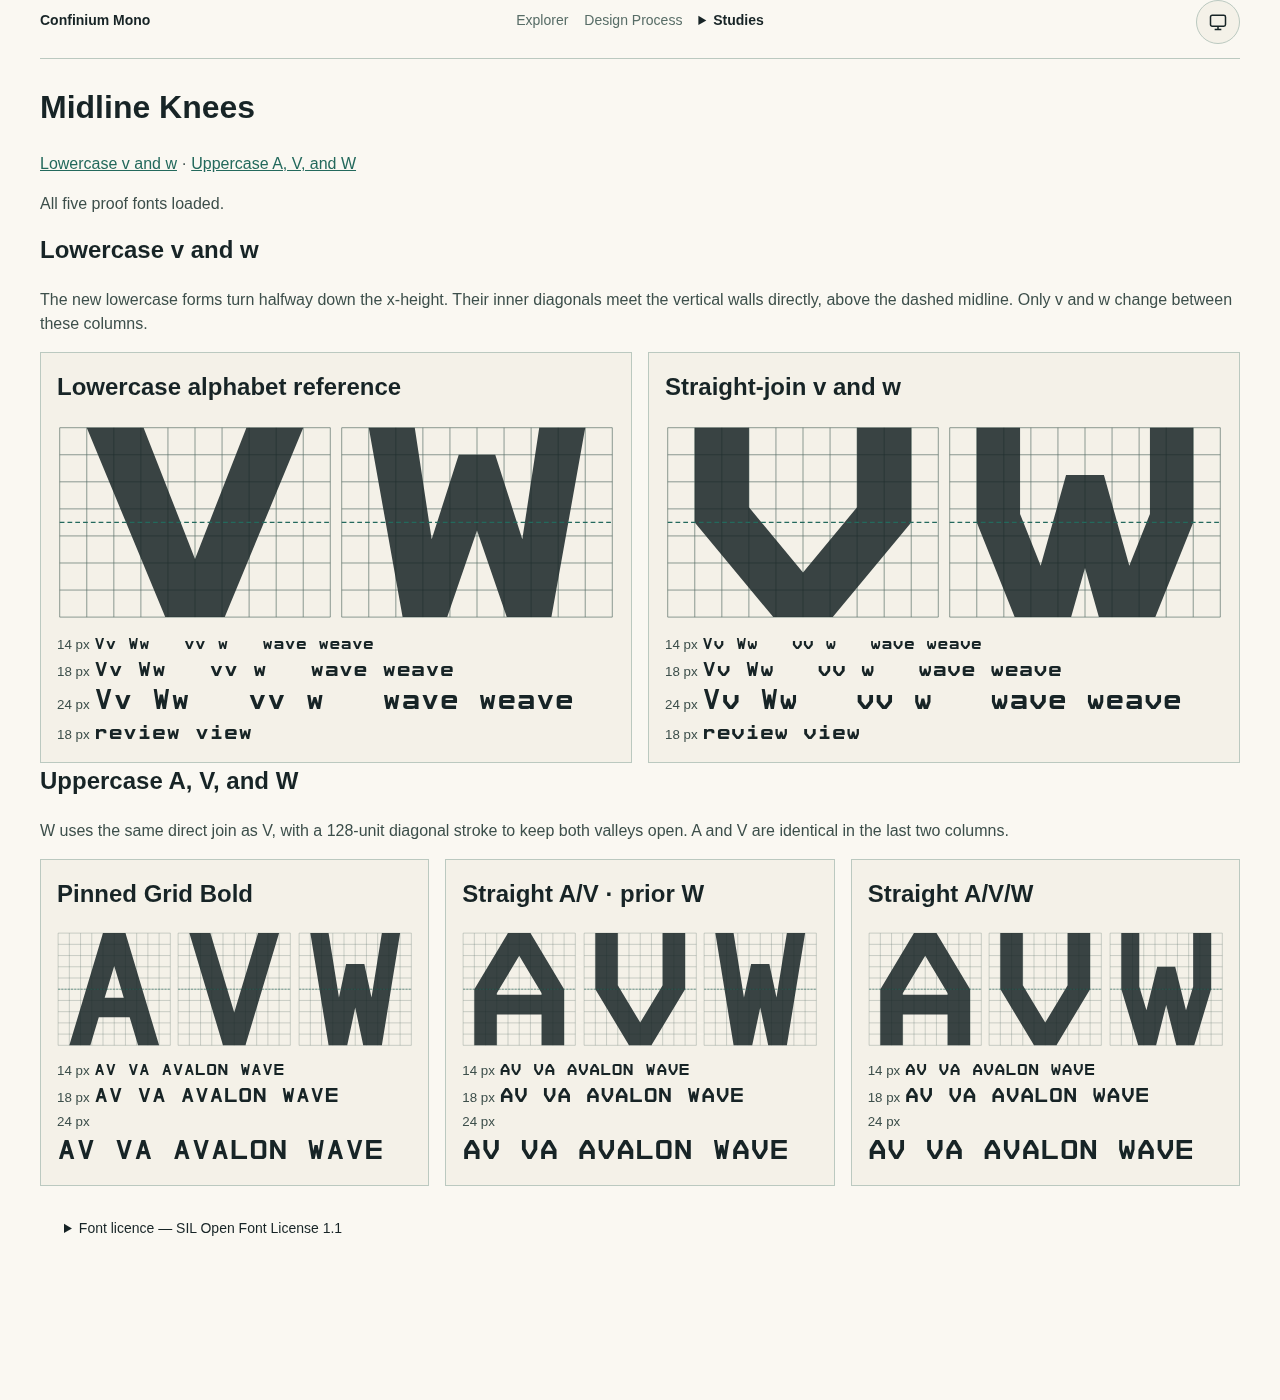 Confinium Mono
Explorer
Design Process
Studies
Midline Knees
Lowercase v and w · Uppercase A, V, and W
All five proof fonts loaded.
Lowercase v and w
The new lowercase forms turn halfway down the x-height. Their inner diagonals meet the vertical walls directly, above the dashed midline. Only v and w change between
these columns.
Lowercase alphabet reference
V W
14 px Vv Ww vv w wave weave
18 px Vv Ww vv w wave weave
24 px Vv Ww vv w wave weave
18 px review view
Straight-join v and w
V W
14 px Vv Ww vv w wave weave
18 px Vv Ww vv w wave weave
24 px Vv Ww vv w wave weave
18 px review view
Uppercase A, V, and W
W uses the same direct join as V, with a 128-unit diagonal stroke to keep both valleys open. A and V are identical in the last two columns.
Pinned Grid Bold
A V W
14 px AV VA AVALON WAVE
18 px AV VA AVALON WAVE
24 px
AV VA AVALON WAVE
Straight A/V · prior W
A V W
14 px AV VA AVALON WAVE
18 px AV VA AVALON WAVE
24 px
AV VA AVALON WAVE
Straight A/V/W
A V W
14 px AV VA AVALON WAVE
18 px AV VA AVALON WAVE
24 px
AV VA AVALON WAVE
Font licence — SIL Open Font License 1.1